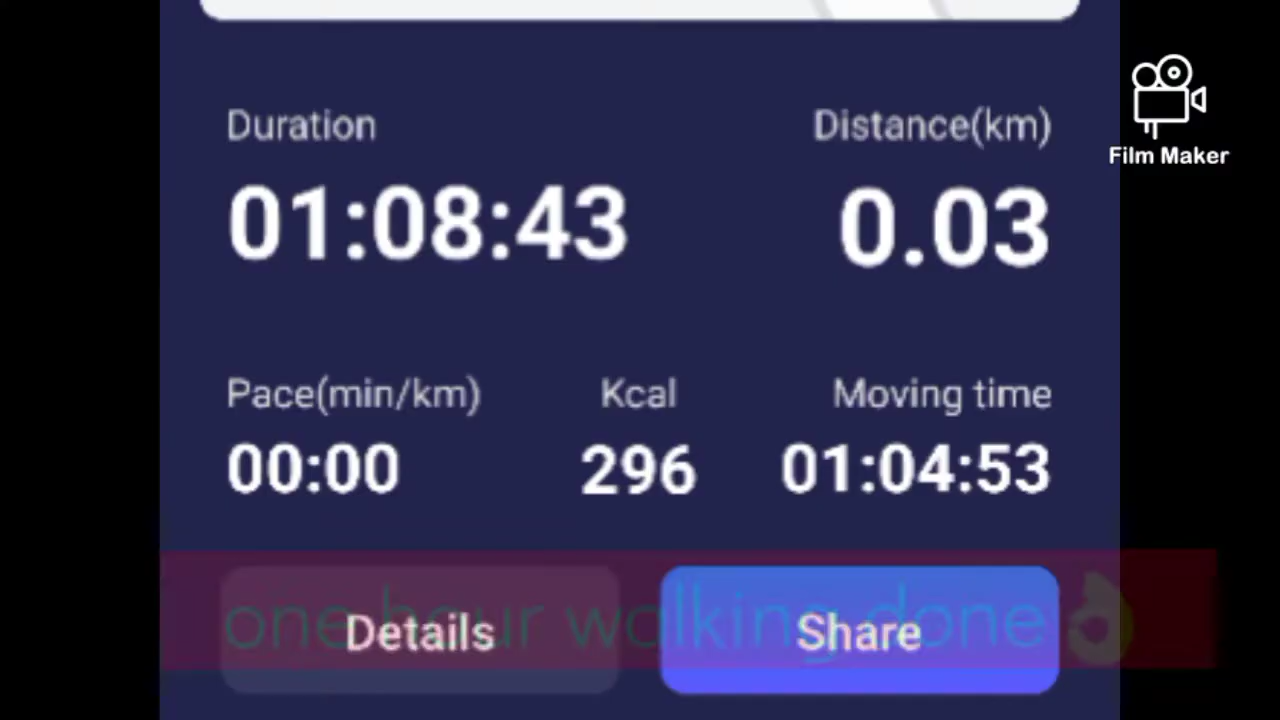 Duration
Distance(km)
Film Maker
01:08:43
0.03
Pace(min/km)
Kcal
Moving time
00:00
296
01:04:53
one hour walking done👌
Details
Share